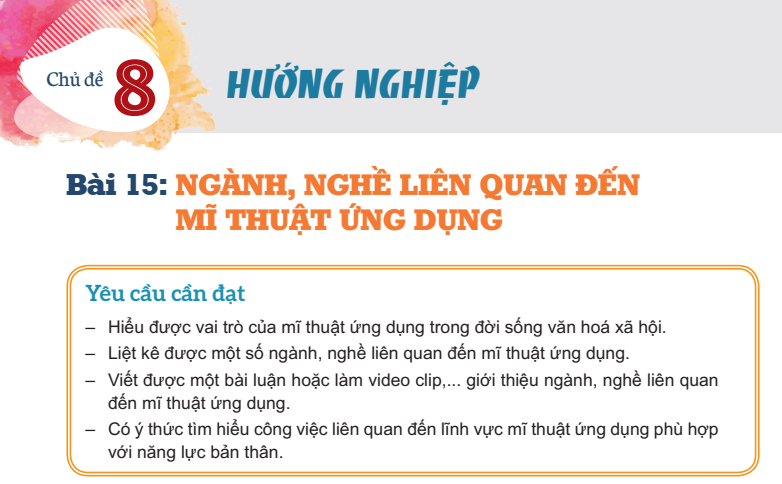 Chủ đề 8
HƯỚNG NGHIỆP
Bài 15: NGÀNH, NGHỀ LIÊN QUAN ĐẾN
MĨ THUẬT ỨNG DỤNG
Yêu cầu cần đạt
– Hiểu được vai trò của mĩ thuật ứng dụng trong đời sống văn hoá xã hội.
– Liệt kê được một số ngành, nghề liên quan đến mĩ thuật ứng dụng.
– Viết được một bài luận hoặc làm video clip,... giới thiệu ngành, nghề liên quan
đến mĩ thuật ứng dụng.
– Có ý thức tìm hiểu công việc liên quan đến lĩnh vực mĩ thuật ứng dụng phù hợp
với năng lực bản thân.